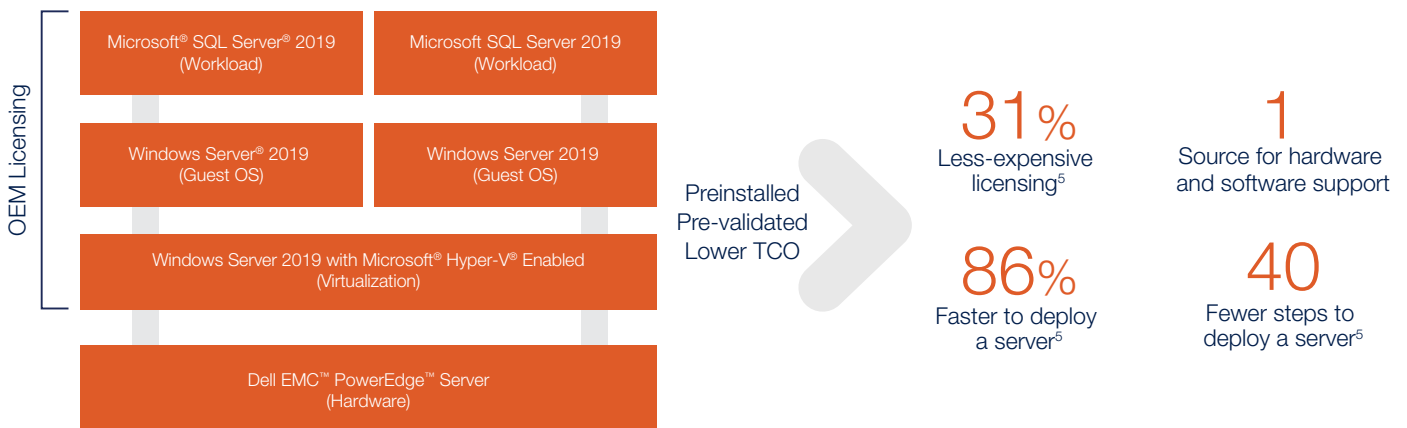 OEM Licensing
Microsoft® SQL Server® 2019
(Workload)
Microsoft SQL Server 2019
(Workload)
Windows Server® 2019
(Guest OS)
Windows Server 2019
(Guest OS)
Windows Server 2019 with Microsoft® Hyper-V® Enabled
(Virtualization)
Dell EMC™ PowerEdge™ Server
(Hardware)
Preinstalled
Pre-validated
Lower TCO
31%
Less-expensive
licensing⁵
1
Source for hardware
and software support
86%
Faster to deploy
a server⁵
40
Fewer steps to
deploy a server⁵